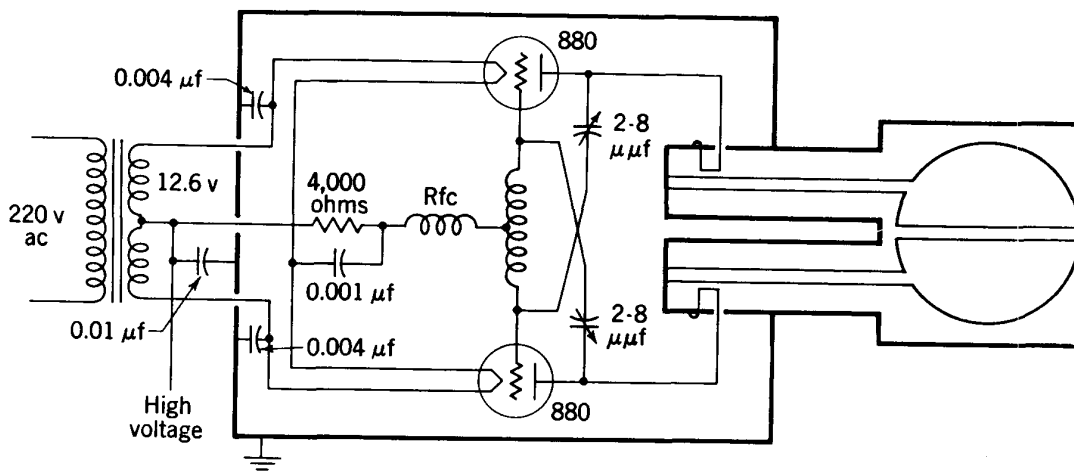 880
0.004 μf
2-8
μμf
12.6 v
4,000
ohms
Rfc
220 v
ac
0.001 μf
0.01 μf
0.004 μf
2-8
μμf
High
voltage
880